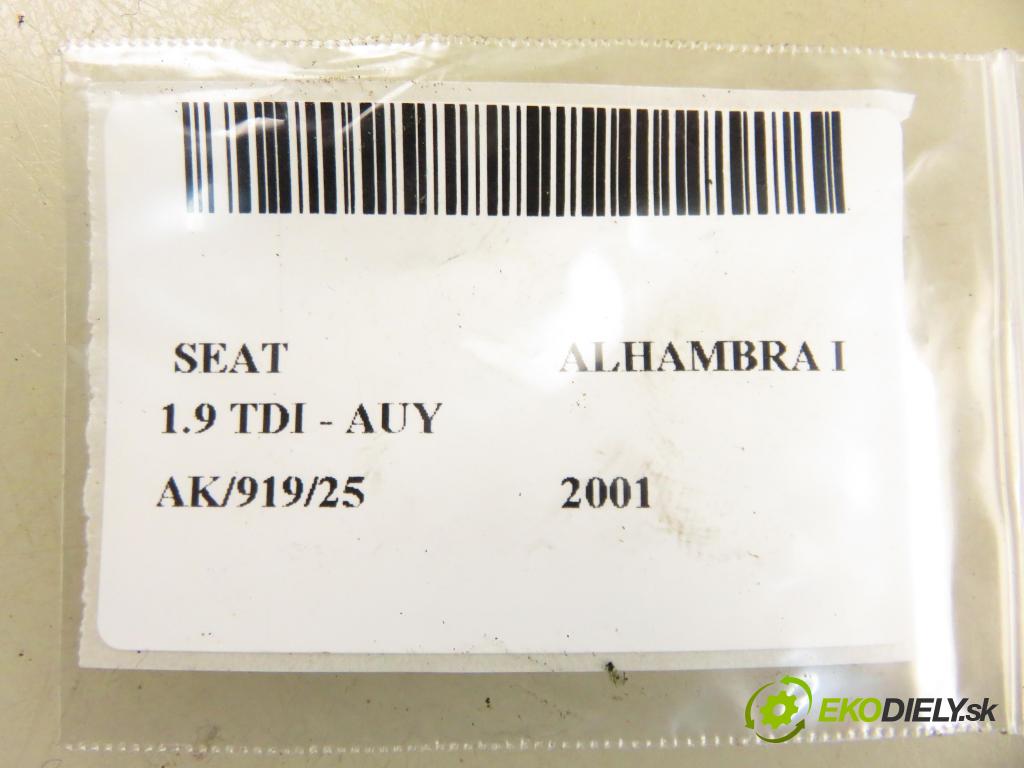 SEAT ALHAMBRA I
1.9 TDI - AUY
AK/919/25 2001
EKODIELY.sk